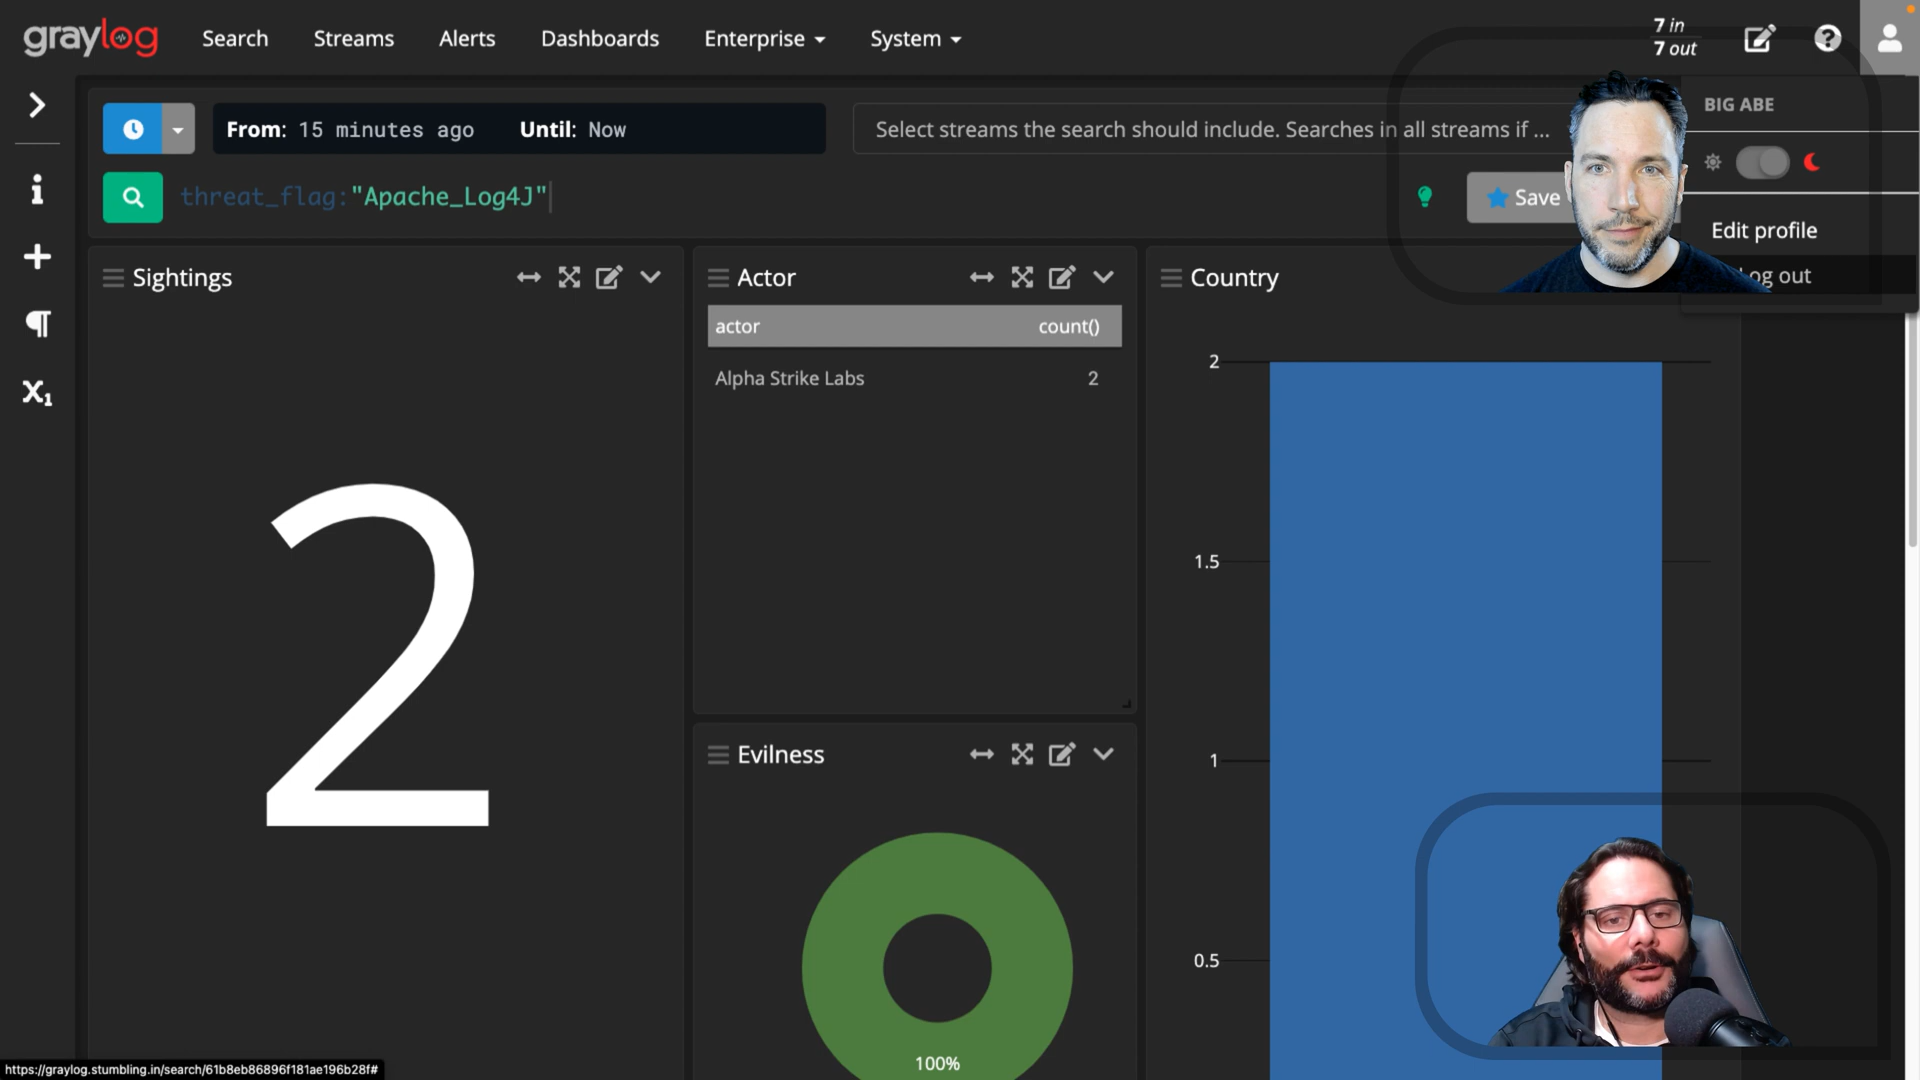 graylog
Search
Streams
Alerts
Dashboards
Enterprise
System
7 in
7 out
BIG ABE
From: 15 minutes ago
Until: Now
Select streams the search should include. Searches in all streams if ...
threat_flag:"Apache_Log4J"
Save
Edit profile
og out
Sightings
2
Actor
actor
count()
Alpha Strike Labs
2
Evilness
100%
Country
2
1.5
1
0.5
X1
https://graylog.stumbling.in/search/61b8eb86896f181ae196b28f#